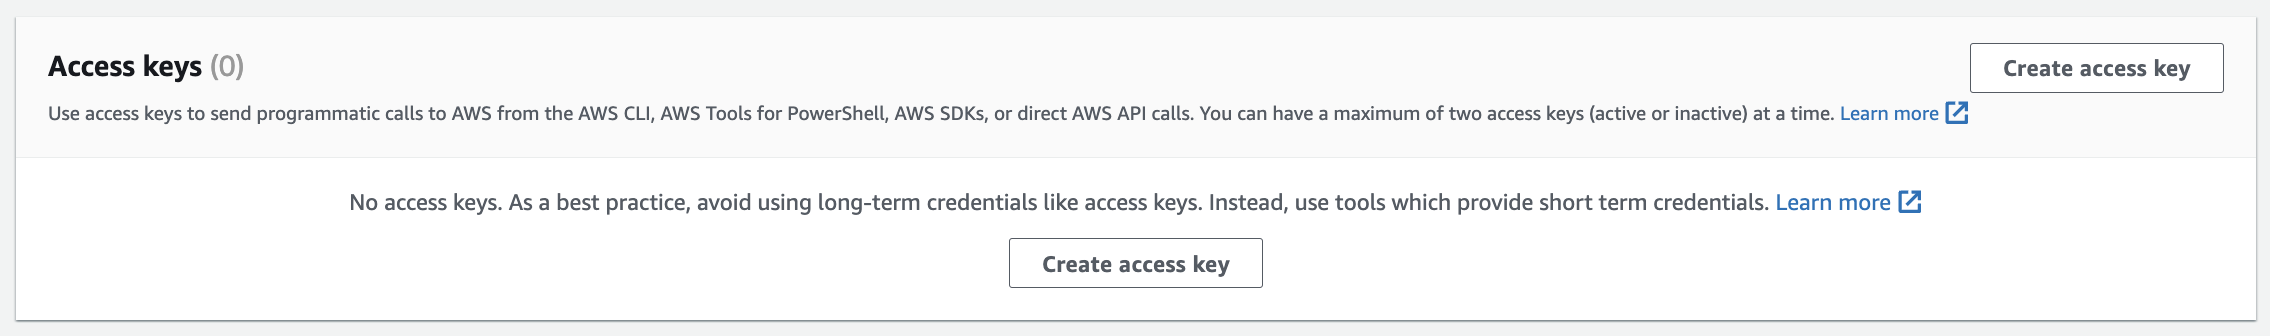 Access keys (0)
Create access key
Use access keys to send programmatic calls to AWS from the AWS CLI, AWS Tools for PowerShell, AWS SDKs, or direct AWS API calls. You can have a maximum of two access keys (active or inactive) at a time. Learn more
No access keys. As a best practice, avoid using long-term credentials like access keys. Instead, use tools which provide short term credentials. Learn more
Create access key